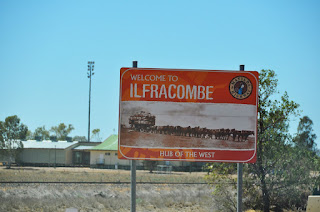 WELCOME TO
ILFRACOMBE
HUB OF THE WEST